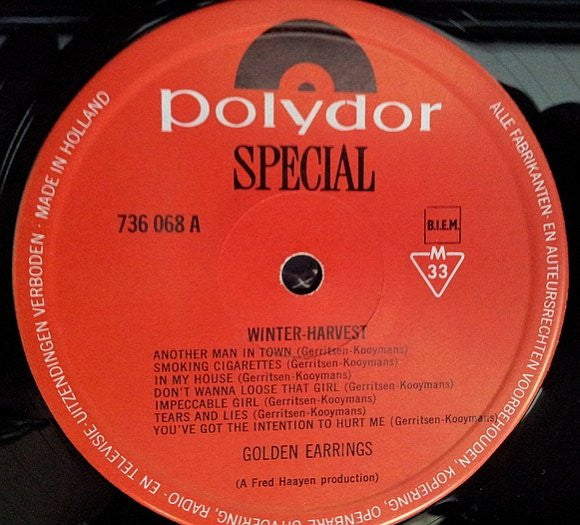 polydor
SPECIAL
736 068 A
B.I.E.M.
M
33
WINTER-HARVEST
ANOTHER MAN IN TOWN (Gerritsen-Kooymans)
SMOKING CIGARETTES (Gerritsen-Kooymans)
IN MY HOUSE (Gerritsen-Kooymans)
DON'T WANNA LOOSE THAT GIRL (Gerritsen-Kooymans)
IMPECCABLE GIRL (Gerritsen-Kooymans)
TEARS AND LIES (Gerritsen-Kooymans)
YOU'VE GOT THE INTENTION TO HURT ME (Gerritsen-Kooymans)
GOLDEN EARRINGS
(A Fred Haayen production)
ALLE FABRIKANTEN- EN AUTEURSRECHTEN VOORBEHOUDEN, KOPIERING, OPENBARE UITVOERING, RADIO- EN TELEVISIE-UITZENDINGEN VERBODEN · MADE IN HOLLAND